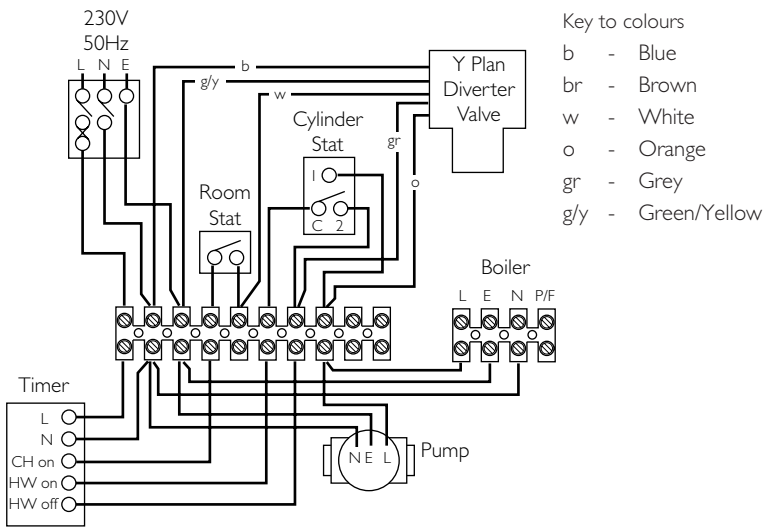 230V
50Hz
L N E
b
g/y
w
gr
o
Y Plan
Diverter
Valve
Key to colours
b - Blue
br - Brown
w - White
o - Orange
gr - Grey
g/y - Green/Yellow
Cylinder
Stat
1
C 2
Room
Stat
Boiler
L E N P/F
Timer
L
N
CH on
HW on
HW off
N E L
Pump